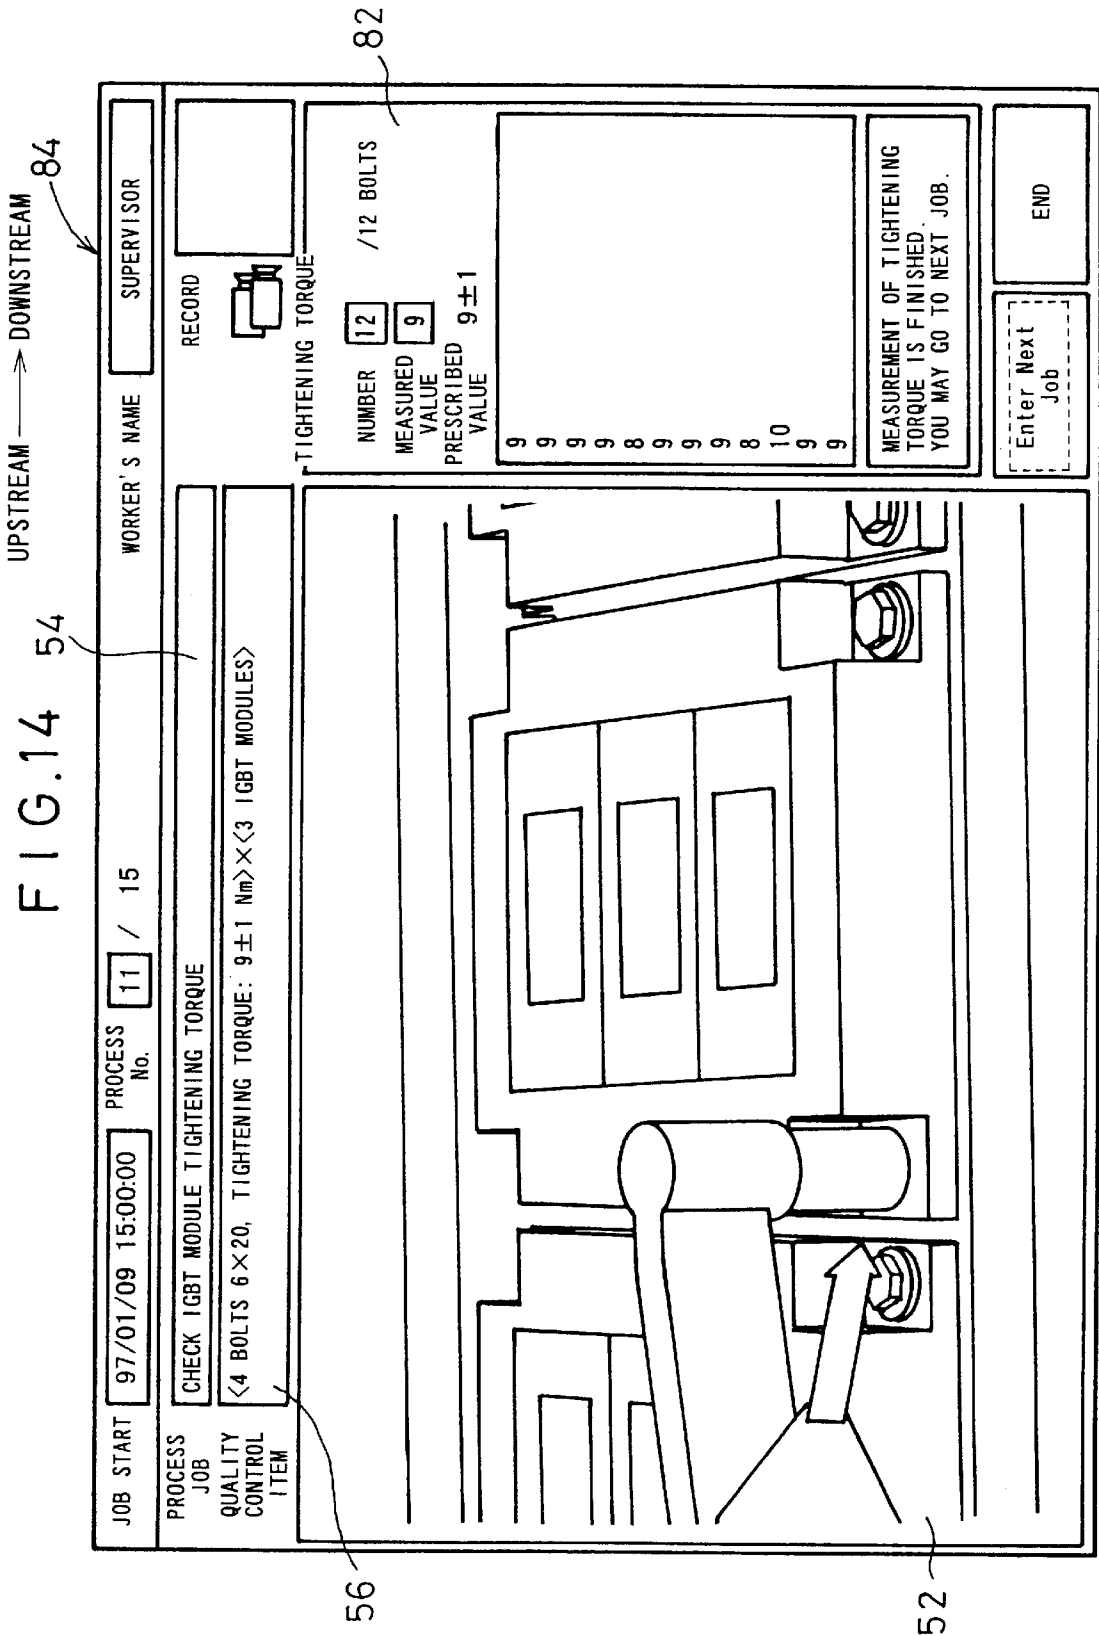 FIG.14
UPSTREAM → DOWNSTREAM
84
54
JOB START 97/01/09 15:00:00 PROCESS No. 11 / 15 WORKER'S NAME SUPERVISOR
PROCESS JOB
CHECK IGBT MODULE TIGHTENING TORQUE
QUALITY CONTROL ITEM
<4 BOLTS 6×20, TIGHTENING TORQUE: 9±1 Nm>×<3 IGBT MODULES>
RECORD
TIGHTENING TORQUE
82
NUMBER 12 /12 BOLTS
MEASURED VALUE 9
PRESCRIBED VALUE 9±1
9
9
9
9
8
9
9
9
8
10
9
9
MEASUREMENT OF TIGHTENING
TORQUE IS FINISHED.
YOU MAY GO TO NEXT JOB.
Enter Next
Job
END
56
52